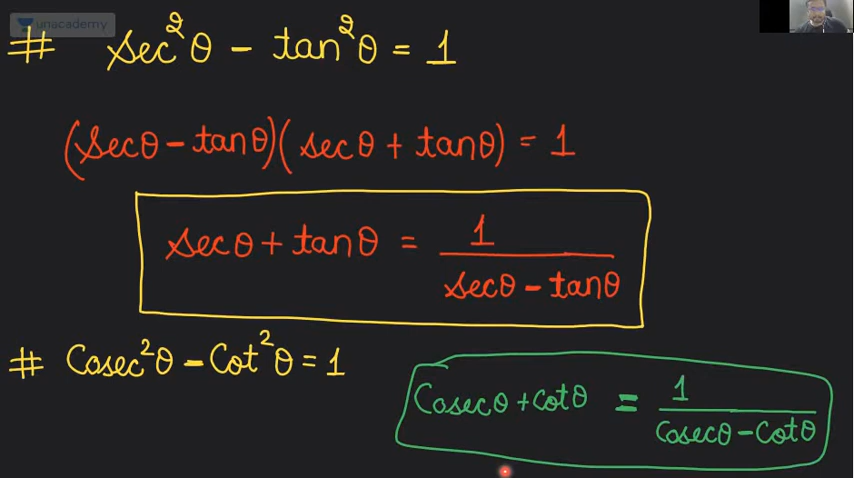 unacademy
# sec²θ - tan²θ = 1
(secθ - tanθ)(secθ + tanθ) = 1
secθ + tanθ = 1/(secθ - tanθ)
# Cosec²θ - Cot²θ = 1
Cosecθ + cotθ = 1/(Cosecθ - Cotθ)